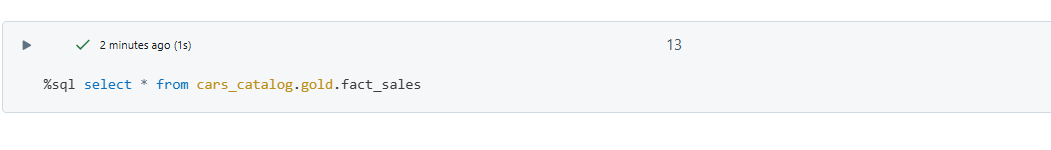 2 minutes ago (1s)
13
%sql select * from cars_catalog.gold.fact_sales